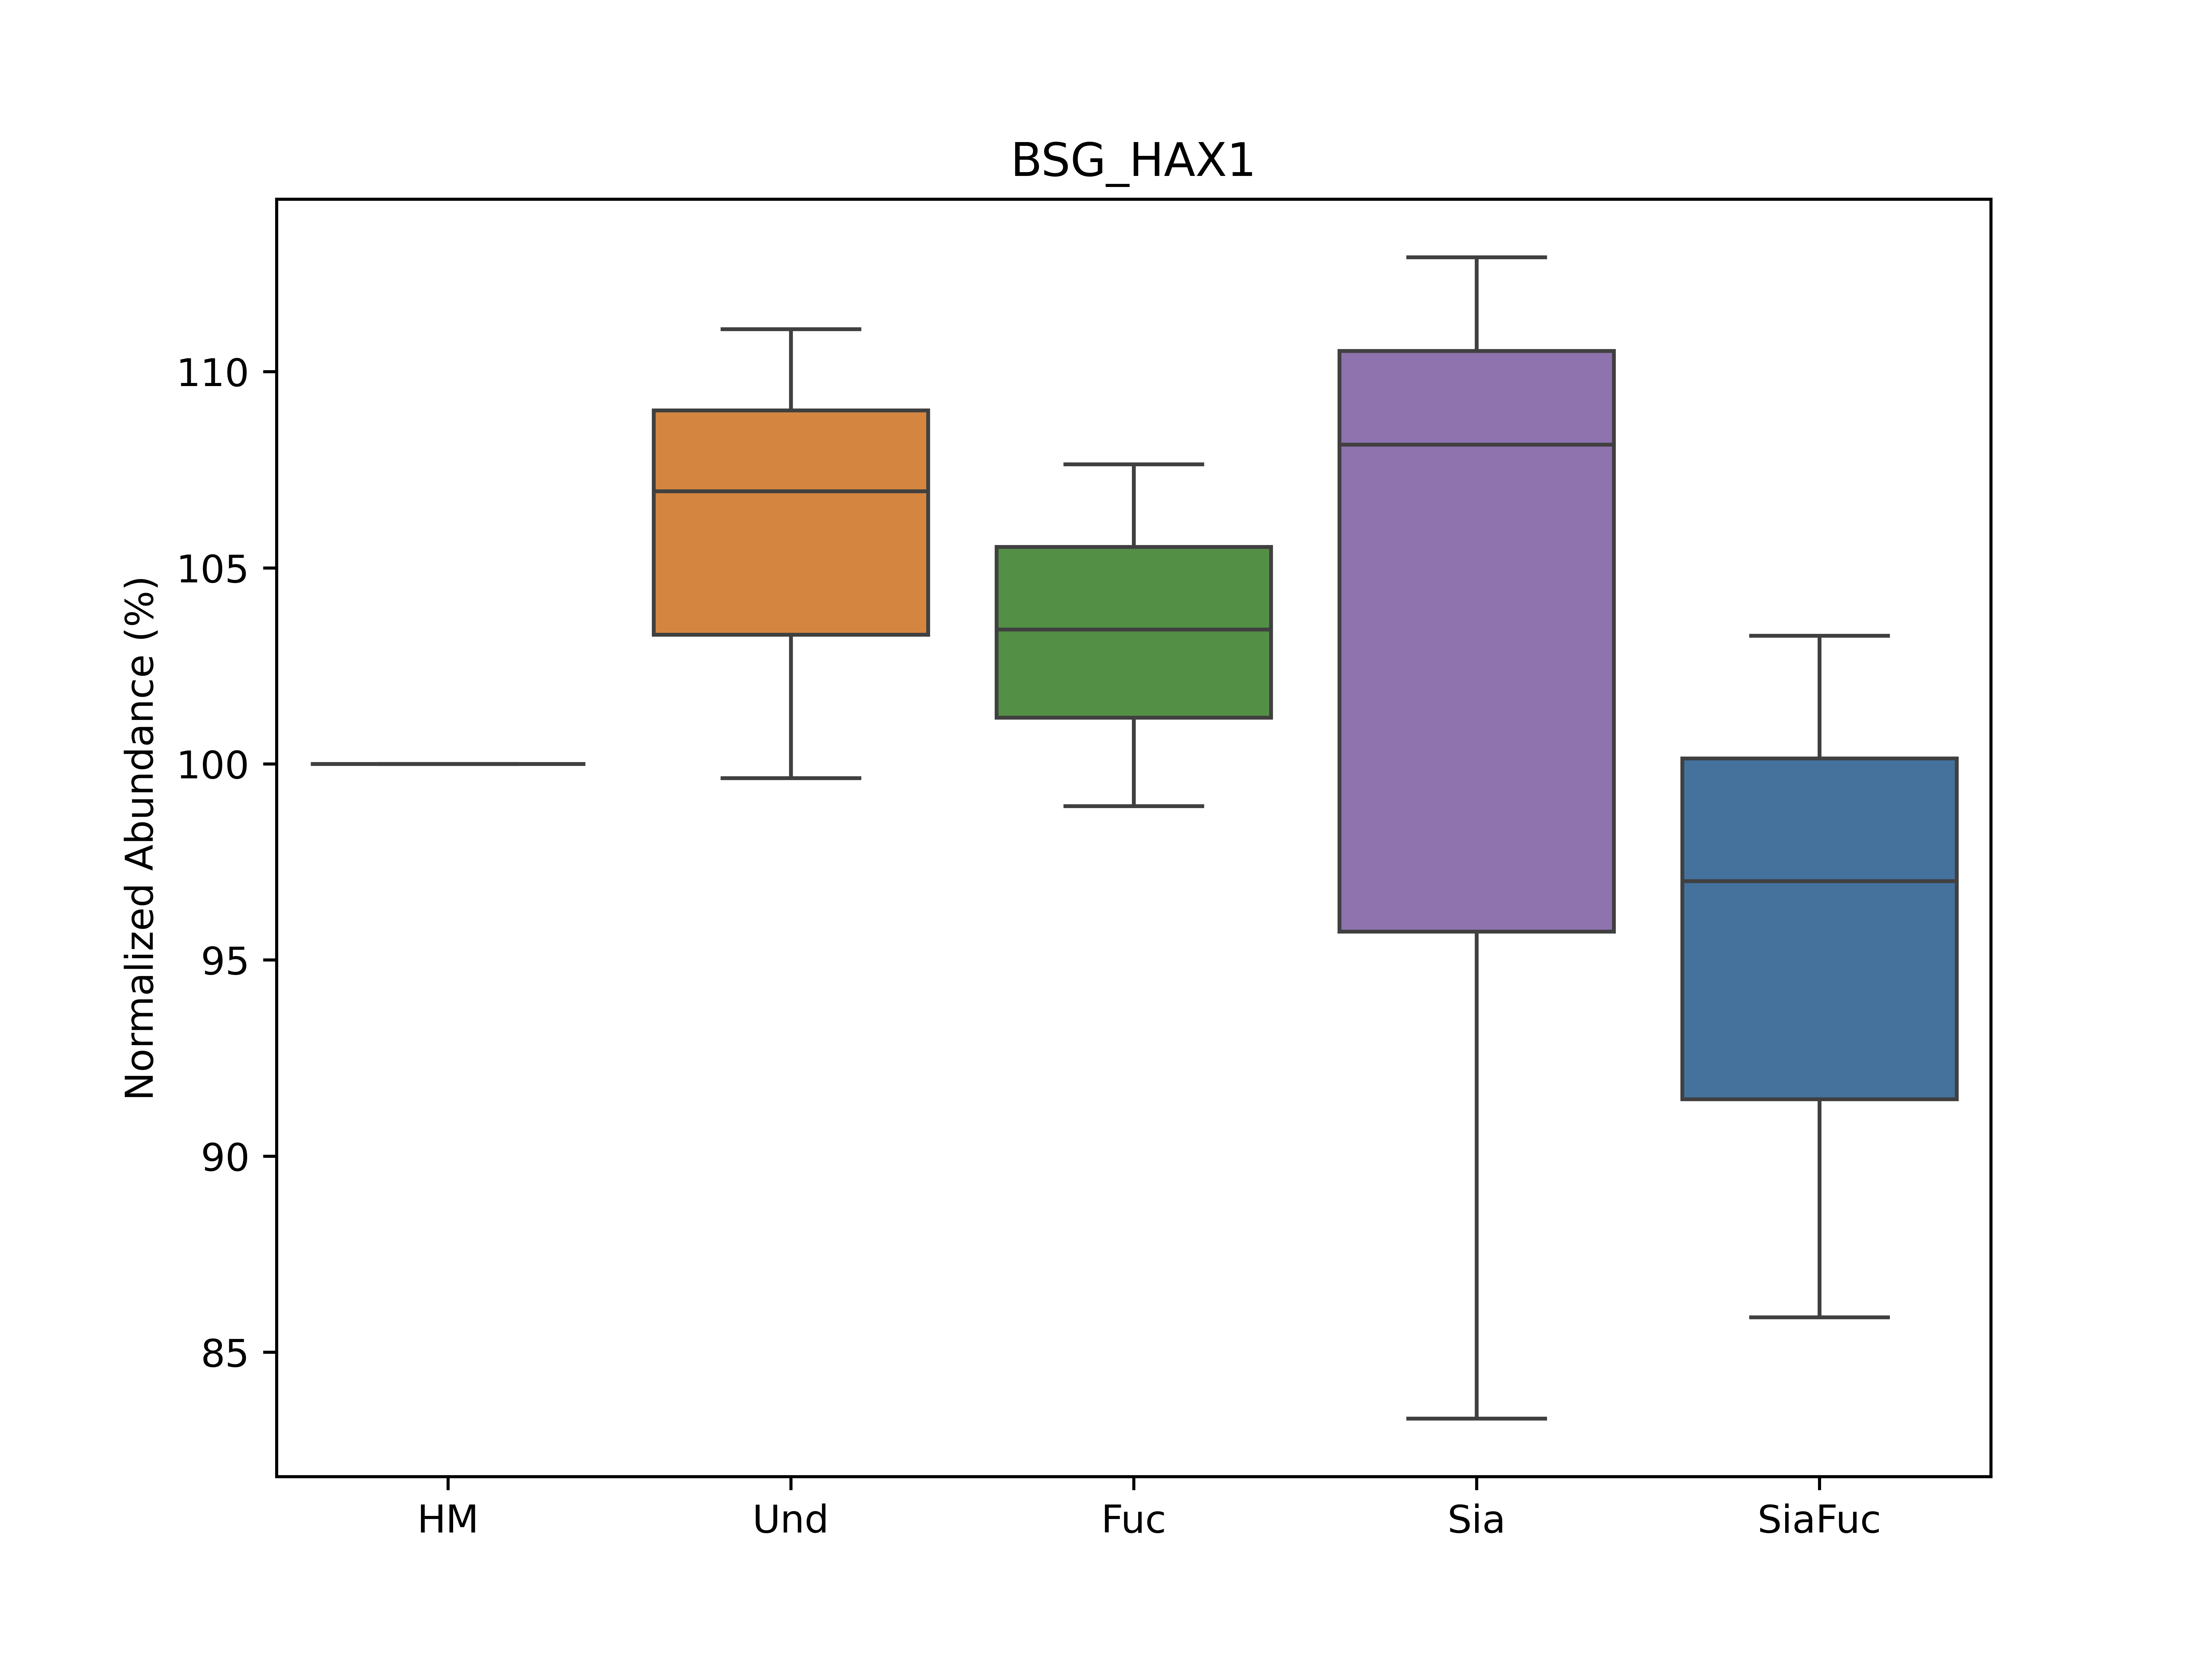 BSG_HAX1
Normalized Abundance (%)
110
105
100
95
90
85
HM
Und
Fuc
Sia
SiaFuc